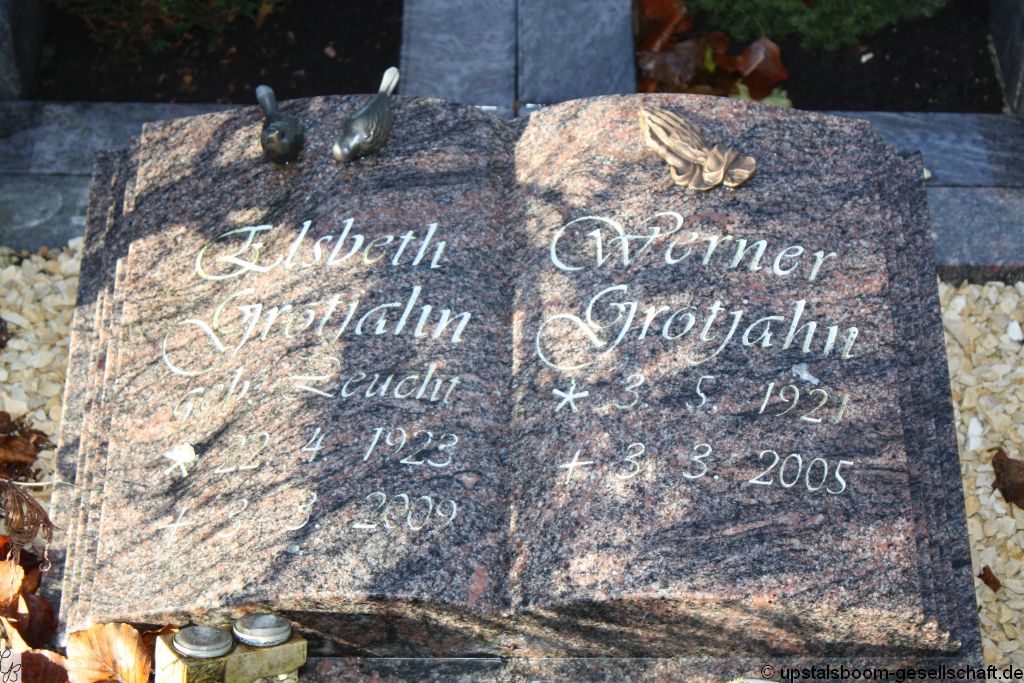 Elsbeth
Grotjahn
geb. Zeucht
22. 4. 1923
+ 3. 3. 2009
Werner
Grotjahn
* 3. 5. 1921
+ 3. 3. 2005
© upstalsboom-gesellschaft.de